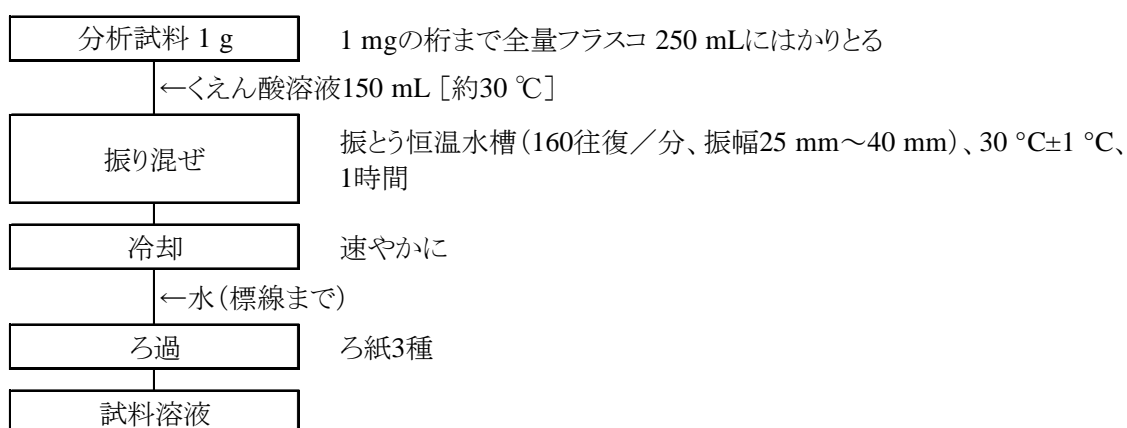 分析試料 1 g
1 mgの桁まで全量フラスコ 250 mLにはかりとる
←くえん酸溶液150 mL [約30 ℃]
振り混ぜ
振とう恒温水槽(160往復/分、振幅25 mm~40 mm)、30 °C±1 °C、
1時間
冷却
速やかに
←水(標線まで)
ろ過
ろ紙3種
試料溶液